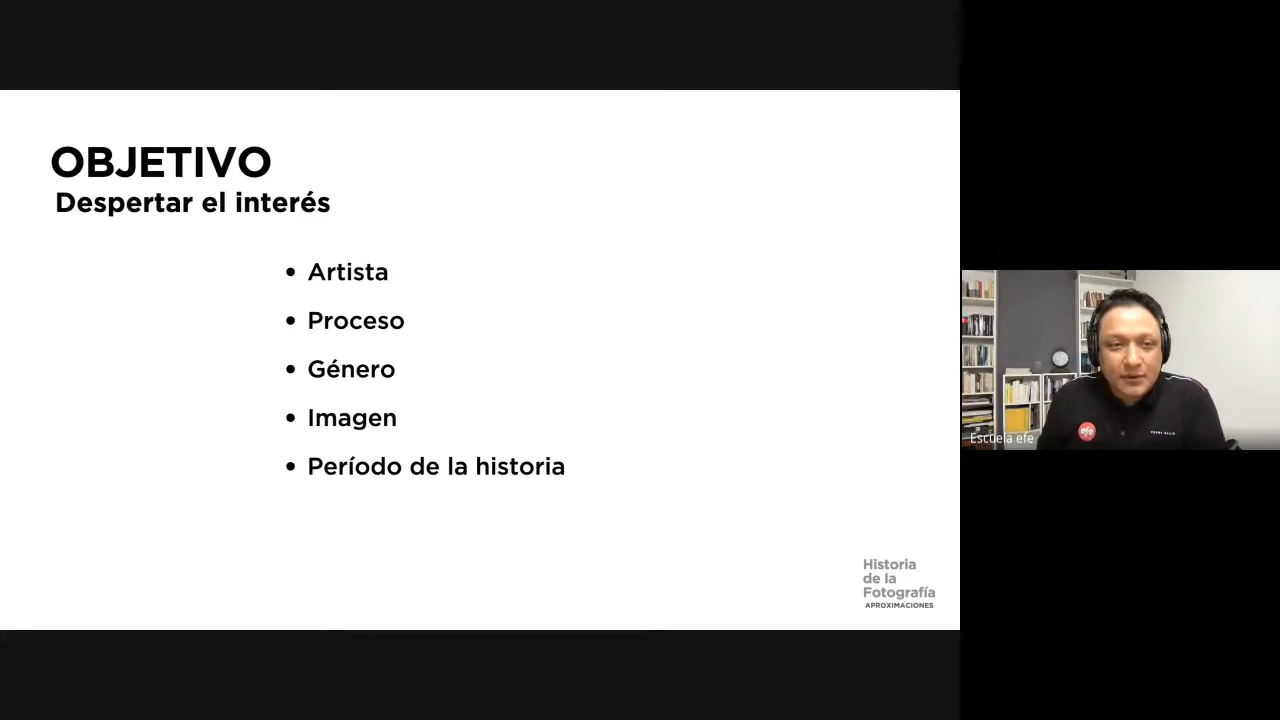 OBJETIVO
Despertar el interés
• Artista
• Proceso
• Género
• Imagen
• Período de la historia
Historia
de la
Fotografía
APROXIMACIONES
Escuela efe
efe